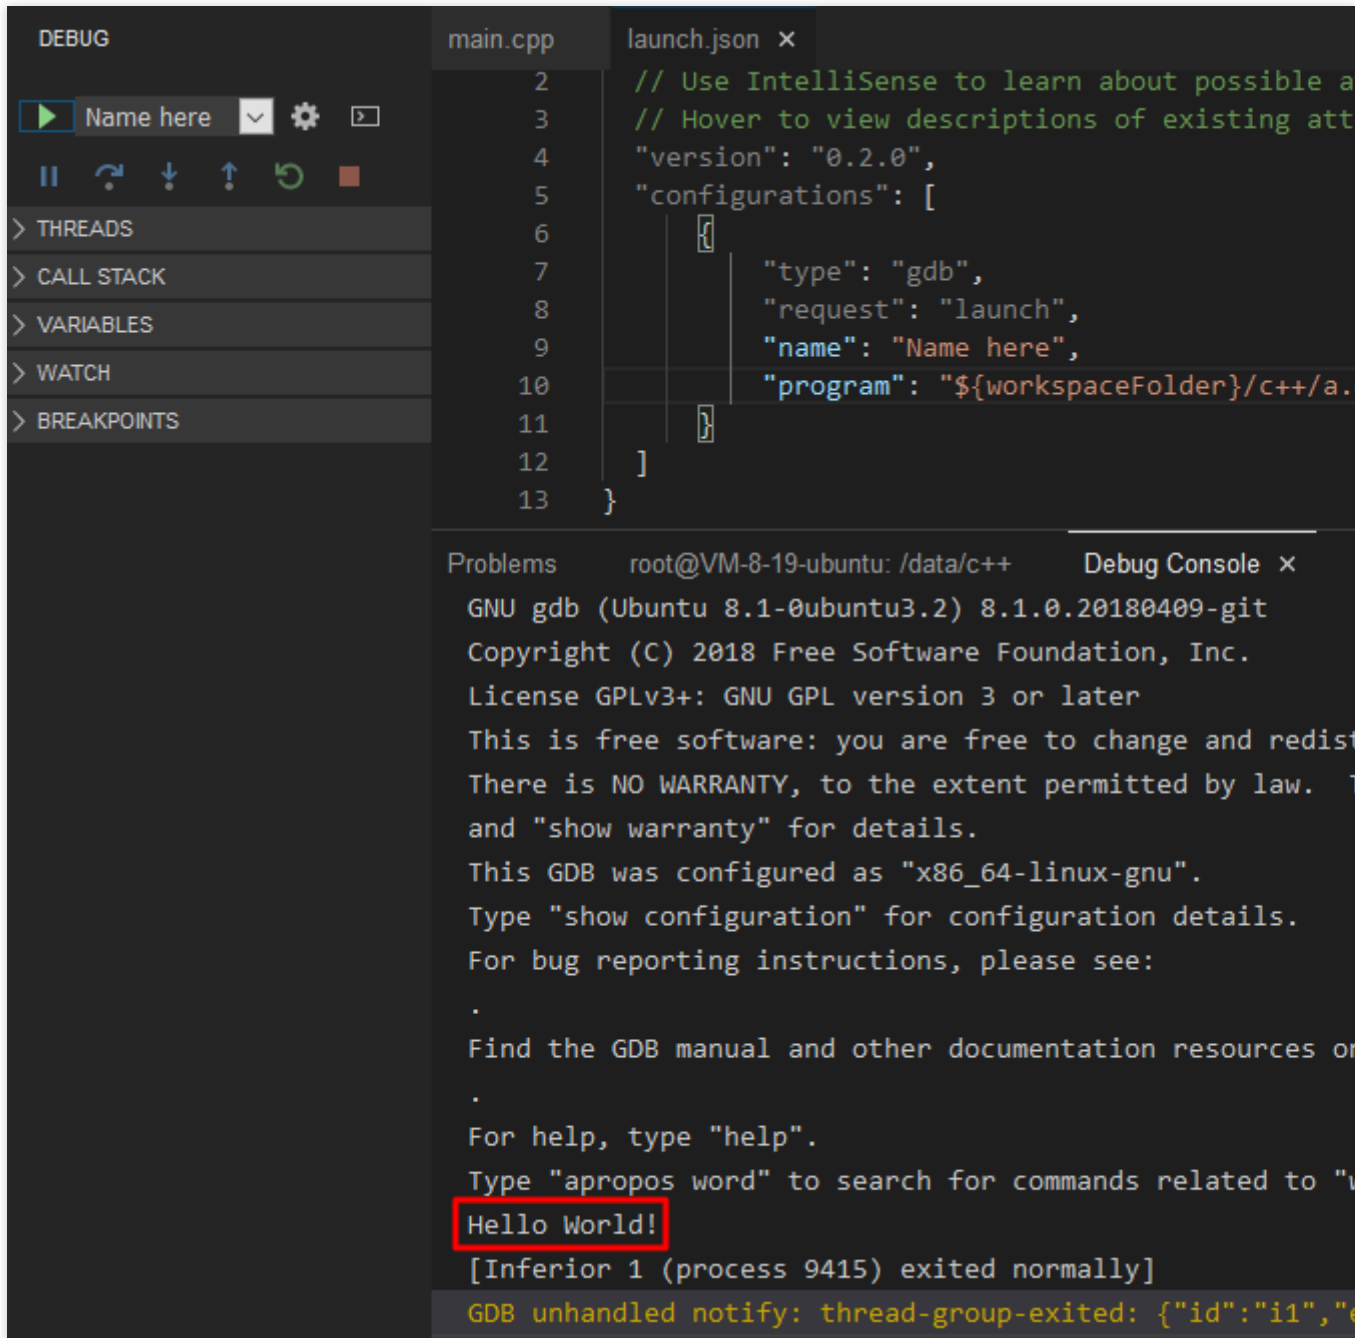 DEBUG
Name here
THREADS
CALL STACK
VARIABLES
WATCH
BREAKPOINTS
main.cpp launch.json ×
2 // Use IntelliSense to learn about possible a
3 // Hover to view descriptions of existing att
4 "version": "0.2.0",
5 "configurations": [
6 {
7 "type": "gdb",
8 "request": "launch",
9 "name": "Name here",
10 "program": "${workspaceFolder}/c++/a.
11 }
12 ]
13 }
Problems root@VM-8-19-ubuntu: /data/c++ Debug Console ×
GNU gdb (Ubuntu 8.1-0ubuntu3.2) 8.1.0.20180409-git
Copyright (C) 2018 Free Software Foundation, Inc.
License GPLv3+: GNU GPL version 3 or later
This is free software: you are free to change and redist
There is NO WARRANTY, to the extent permitted by law.
and "show warranty" for details.
This GDB was configured as "x86_64-linux-gnu".
Type "show configuration" for configuration details.
For bug reporting instructions, please see:
.
Find the GDB manual and other documentation resources on
.
For help, type "help".
Type "apropos word" to search for commands related to "w
Hello World!
[Inferior 1 (process 9415) exited normally]
GDB unhandled notify: thread-group-exited: {"id":"i1","e